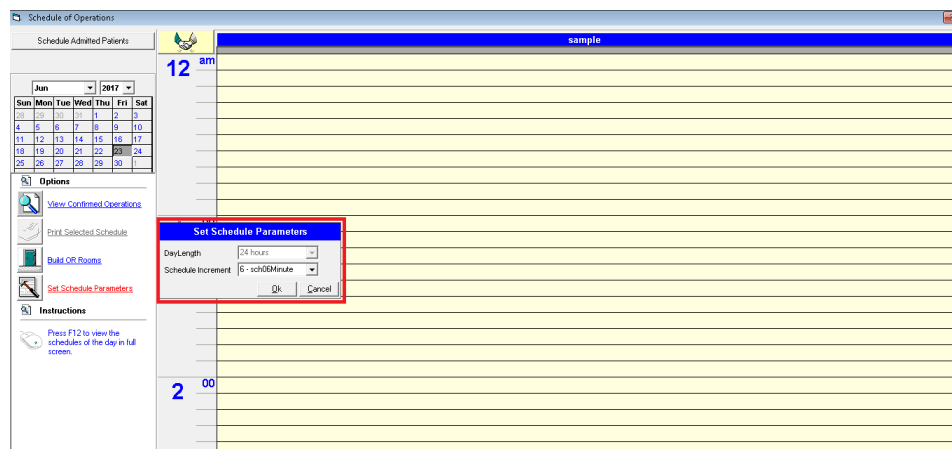 Schedule of Operations
Schedule Admitted Patients
sample
12 am
Jun 2017
Sun Mon Tue Wed Thu Fri Sat
28 29 30 31 1 2 3
4 5 6 7 8 9 10
11 12 13 14 15 16 17
18 19 20 21 22 23 24
25 26 27 28 29 30 1
Options
View Confirmed Operations
Print Selected Schedule
Build OR Rooms
Set Schedule Parameters
Instructions
Press F12 to view the
schedules of the day in full
screen.
Set Schedule Parameters
DayLength 24 hours
Schedule Increment 6 - sch06Minute
Ok Cancel
2 00